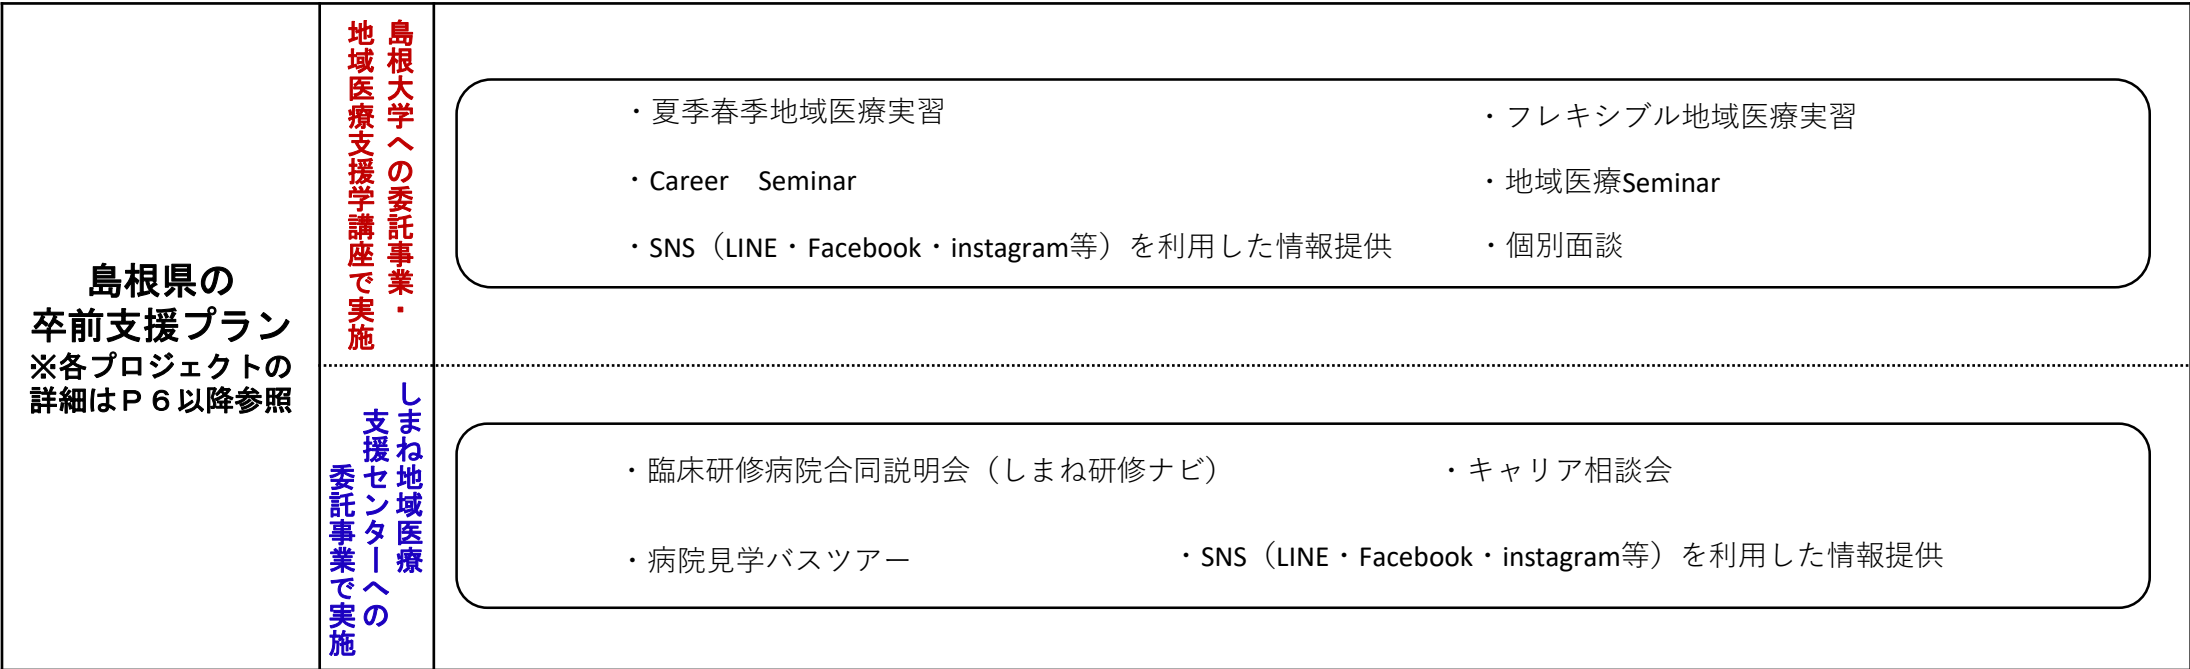 島根県の
卒前支援プラン
※各プロジェクトの
詳細はＰ６以降参照
島根大学への委託事業・
地域医療支援学講座で実施
・夏季春季地域医療実習
・フレキシブル地域医療実習
・Career　Seminar
・地域医療Seminar
・SNS（LINE・Facebook・instagram等）を利用した情報提供
・個別面談
しまね地域医療
支援センターへの
委託事業で実施
・臨床研修病院合同説明会（しまね研修ナビ）
・キャリア相談会
・病院見学バスツアー
・SNS（LINE・Facebook・instagram等）を利用した情報提供